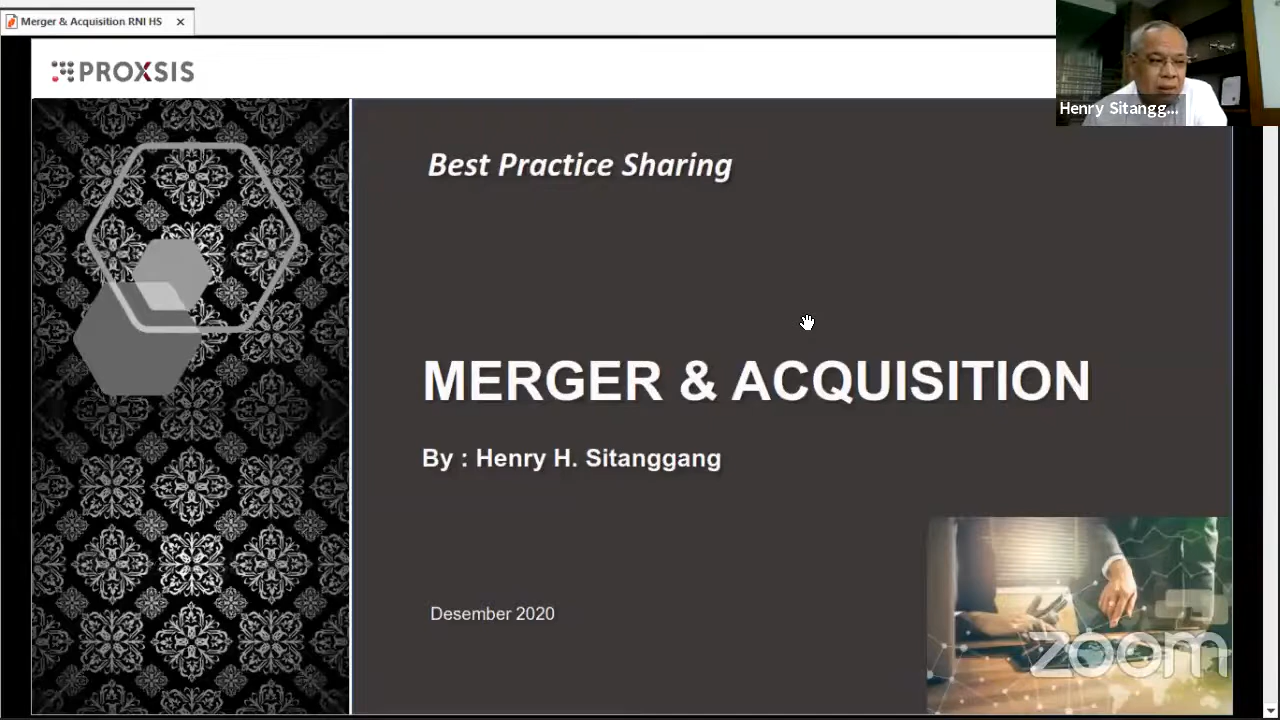 Merger & Acquisition RNI HS
PROXSIS
Henry Sitangg...
Best Practice Sharing
MERGER & ACQUISITION
By : Henry H. Sitanggang
Desember 2020
zoom